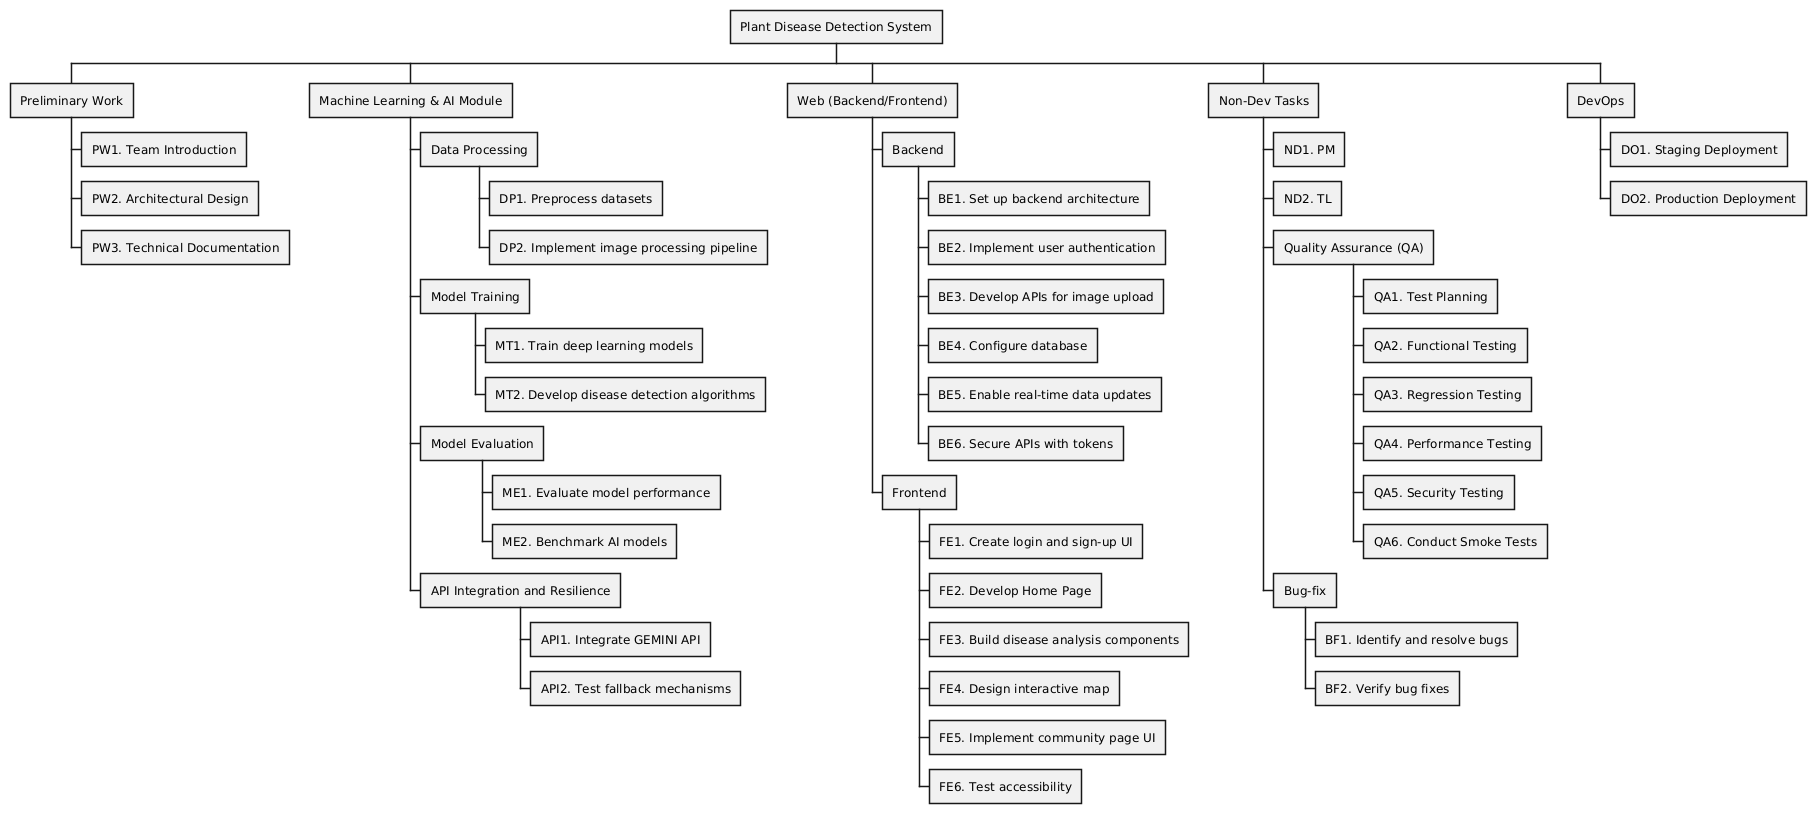 Plant Disease Detection System
Preliminary Work
PW1. Team Introduction
PW2. Architectural Design
PW3. Technical Documentation
Machine Learning & AI Module
Data Processing
DP1. Preprocess datasets
DP2. Implement image processing pipeline
Model Training
MT1. Train deep learning models
MT2. Develop disease detection algorithms
Model Evaluation
ME1. Evaluate model performance
ME2. Benchmark AI models
API Integration and Resilience
API1. Integrate GEMINI API
API2. Test fallback mechanisms
Web (Backend/Frontend)
Backend
BE1. Set up backend architecture
BE2. Implement user authentication
BE3. Develop APIs for image upload
BE4. Configure database
BE5. Enable real-time data updates
BE6. Secure APIs with tokens
Frontend
FE1. Create login and sign-up UI
FE2. Develop Home Page
FE3. Build disease analysis components
FE4. Design interactive map
FE5. Implement community page UI
FE6. Test accessibility
Non-Dev Tasks
ND1. PM
ND2. TL
Quality Assurance (QA)
QA1. Test Planning
QA2. Functional Testing
QA3. Regression Testing
QA4. Performance Testing
QA5. Security Testing
QA6. Conduct Smoke Tests
Bug-fix
BF1. Identify and resolve bugs
BF2. Verify bug fixes
DevOps
DO1. Staging Deployment
DO2. Production Deployment